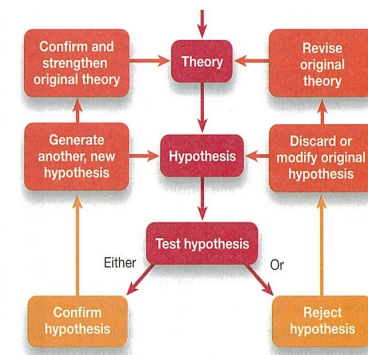 Confirm and
strengthen
original theory
Theory
Revise
original
theory
Generate
another, new
hypothesis
Hypothesis
Discard or
modify original
hypothesis
Test hypothesis
Either
Or
Confirm
hypothesis
Reject
hypothesis